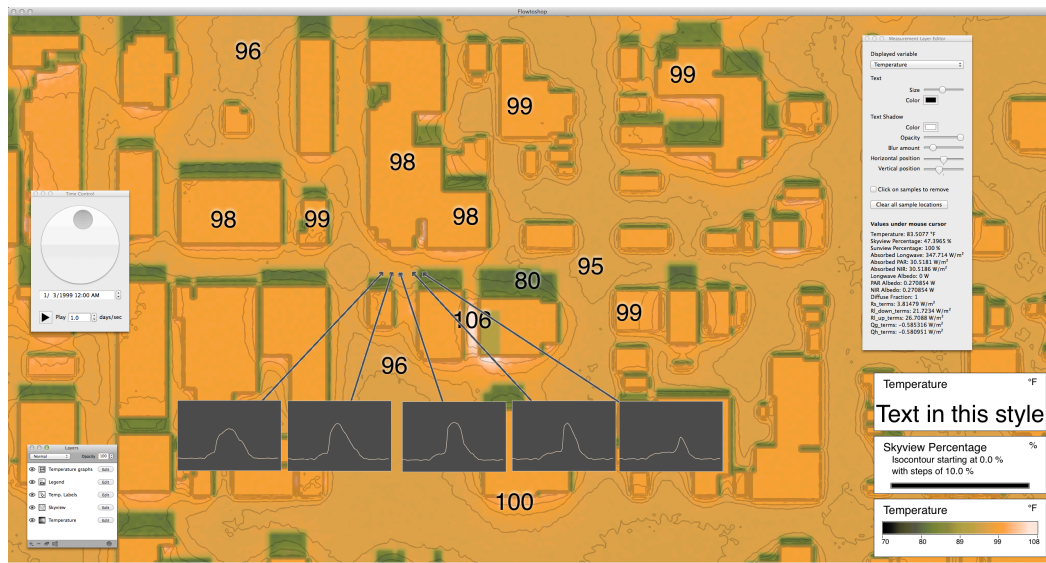 Flowtoshop
96
99
99
98
98
99
98
95
80
106
99
96
100
Time Control
1/ 3/1999 12:00 AM
Play 1.0 days/sec
Layers
Normal Opacity 100
Temperature graphs Edit
Legend Edit
Temp. Labels Edit
Skyview Edit
Temperature Edit
Measurement Layer Editor
Displayed variable
Temperature
Text
Size
Color
Text Shadow
Color
Opacity
Blur amount
Horizontal position
Vertical position
Click on samples to remove
Clear all sample locations
Values under mouse cursor
Temperature: 83.5077 °F
Skyview Percentage: 47.3965 %
Sunview Percentage: 100 %
Absorbed Longwave: 347.714 W/m²
Absorbed PAR: 30.5181 W/m²
Absorbed NIR: 30.5186 W/m²
Longwave Albedo: 0 W
PAR Albedo: 0.270854 W
NIR Albedo: 0.270854 W
Diffuse Fraction: 1
Rs_terms: 3.81479 W/m²
Rl_down_terms: 21.7234 W/m²
Rl_up_terms: 26.7088 W/m²
Qg_terms: -0.585316 W/m²
Qh_terms: -0.580951 W/m²
Temperature °F
Text in this style
Skyview Percentage %
Isocontour starting at 0.0 %
with steps of 10.0 %
Temperature °F
70 80 89 99 108